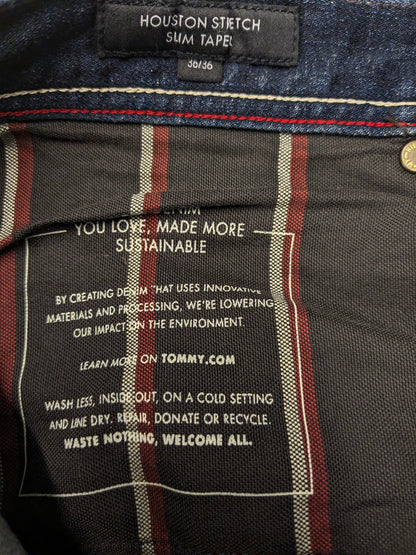 HOUSTON STRETCH
SLIM TAPER
36/36
DENIM
YOU LOVE, MADE MORE
SUSTAINABLE
BY CREATING DENIM THAT USES INNOVATIVE
MATERIALS AND PROCESSING, WE'RE LOWERING
OUR IMPACT ON THE ENVIRONMENT.
LEARN MORE ON TOMMY.COM
WASH LESS, INSIDE OUT, ON A COLD SETTING
AND LINE DRY. REPAIR, DONATE OR RECYCLE.
WASTE NOTHING, WELCOME ALL.